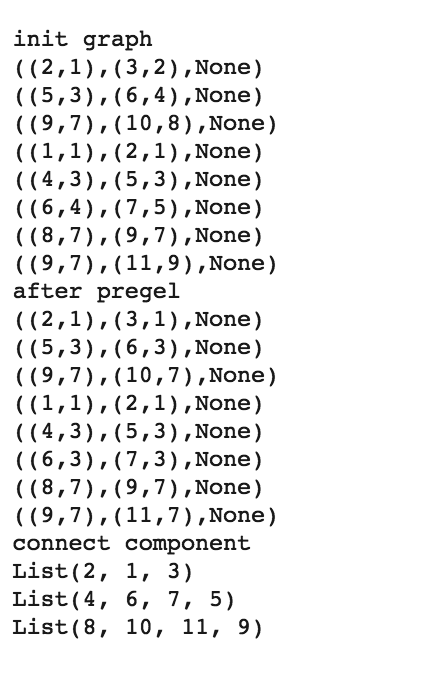 init graph
((2,1),(3,2),None)
((5,3),(6,4),None)
((9,7),(10,8),None)
((1,1),(2,1),None)
((4,3),(5,3),None)
((6,4),(7,5),None)
((8,7),(9,7),None)
((9,7),(11,9),None)
after pregel
((2,1),(3,1),None)
((5,3),(6,3),None)
((9,7),(10,7),None)
((1,1),(2,1),None)
((4,3),(5,3),None)
((6,3),(7,3),None)
((8,7),(9,7),None)
((9,7),(11,7),None)
connect component
List(2, 1, 3)
List(4, 6, 7, 5)
List(8, 10, 11, 9)